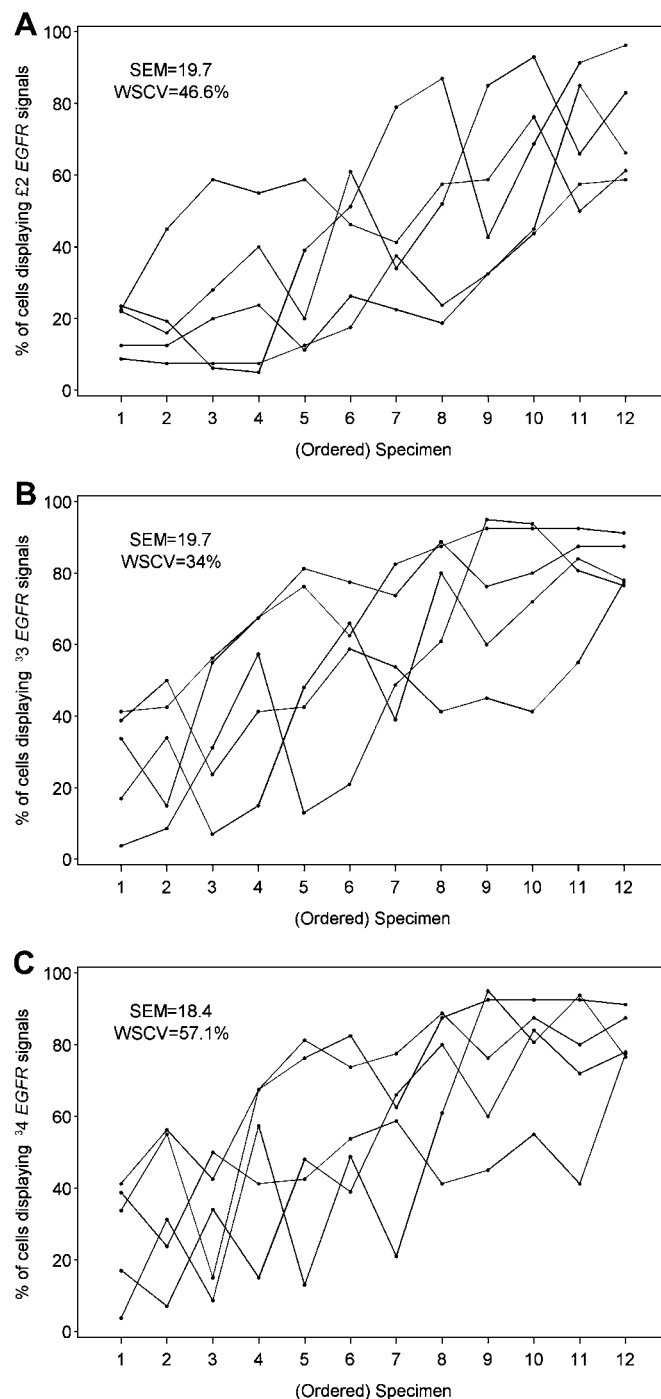 A
SEM=19.7
WSCV=46.6%
% of cells displaying £2 EGFR signals
100
80
60
40
20
0
1 2 3 4 5 6 7 8 9 10 11 12
(Ordered) Specimen
B
SEM=19.7
WSCV=34%
% of cells displaying ³3 EGFR signals
100
80
60
40
20
0
1 2 3 4 5 6 7 8 9 10 11 12
(Ordered) Specimen
C
SEM=18.4
WSCV=57.1%
% of cells displaying ³4 EGFR signals
100
80
60
40
20
0
1 2 3 4 5 6 7 8 9 10 11 12
(Ordered) Specimen